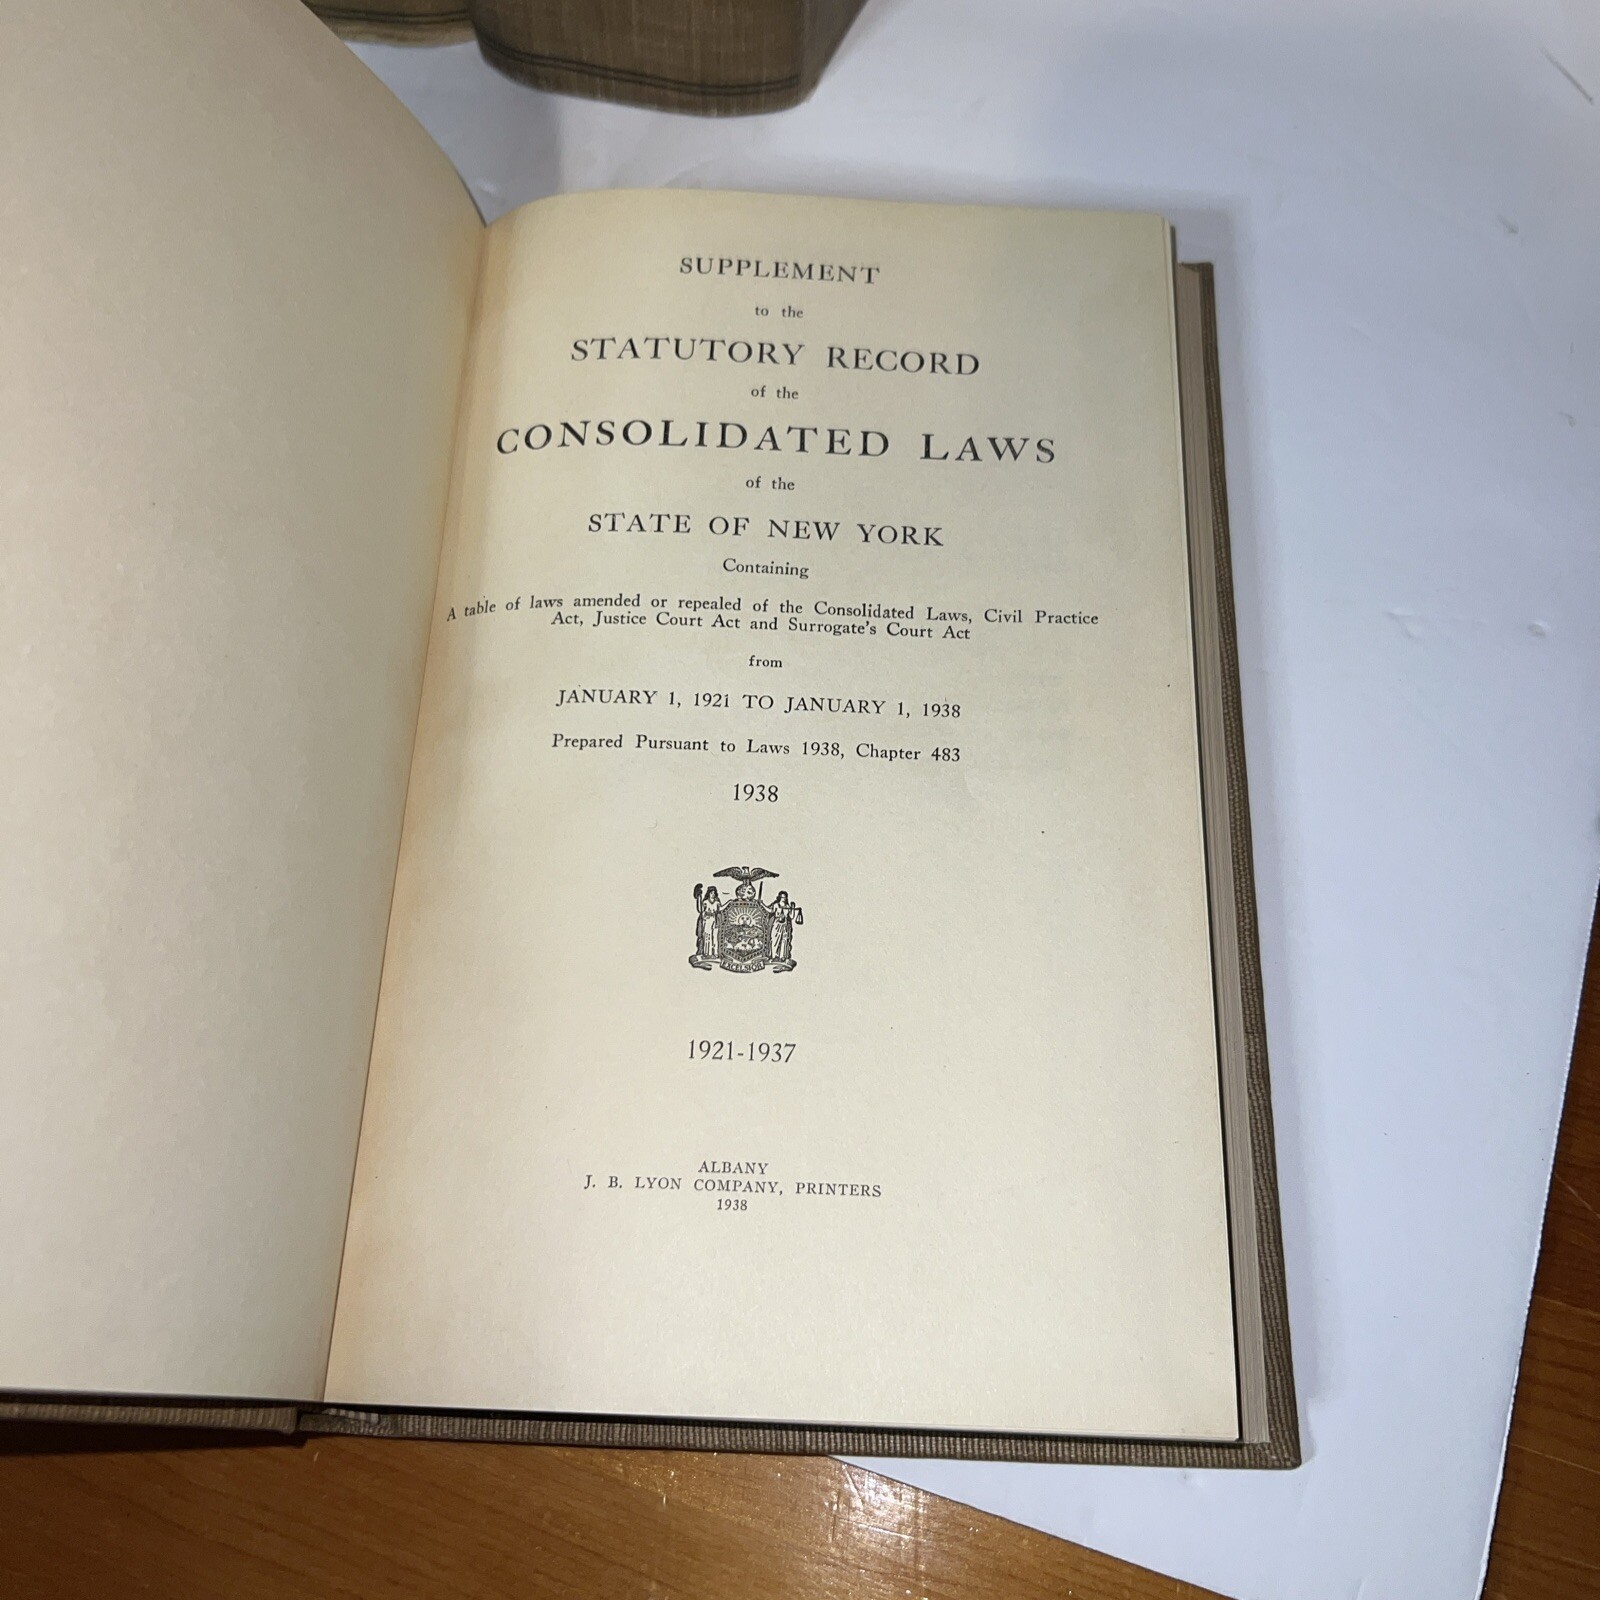 SUPPLEMENT
to the
STATUTORY RECORD
of the
CONSOLIDATED LAWS
of the
STATE OF NEW YORK
Containing
A table of laws amended or repealed of the Consolidated Laws, Civil Practice
Act, Justice Court Act and Surrogate's Court Act
from
JANUARY 1, 1921 TO JANUARY 1, 1938
Prepared Pursuant to Laws 1938, Chapter 483
1938
EXCELSIOR
1921-1937
ALBANY
J. B. LYON COMPANY, PRINTERS
1938